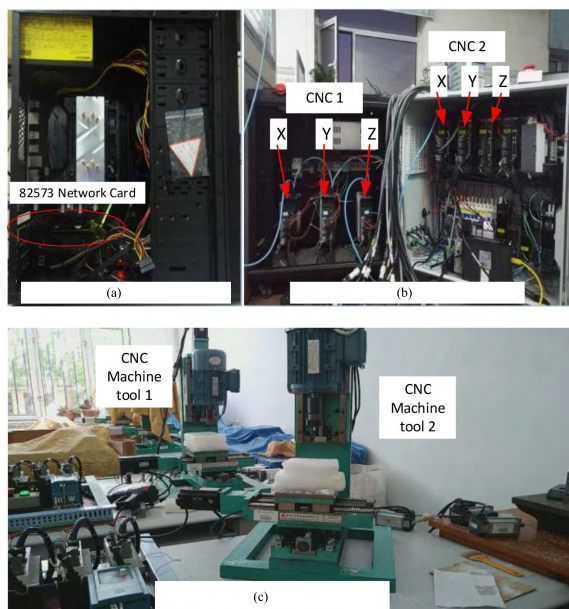 82573 Network Card
(a)
CNC 2
X Y Z
CNC 1
X Y Z
(b)
CNC
Machine
tool 1
CNC
Machine
tool 2
(c)